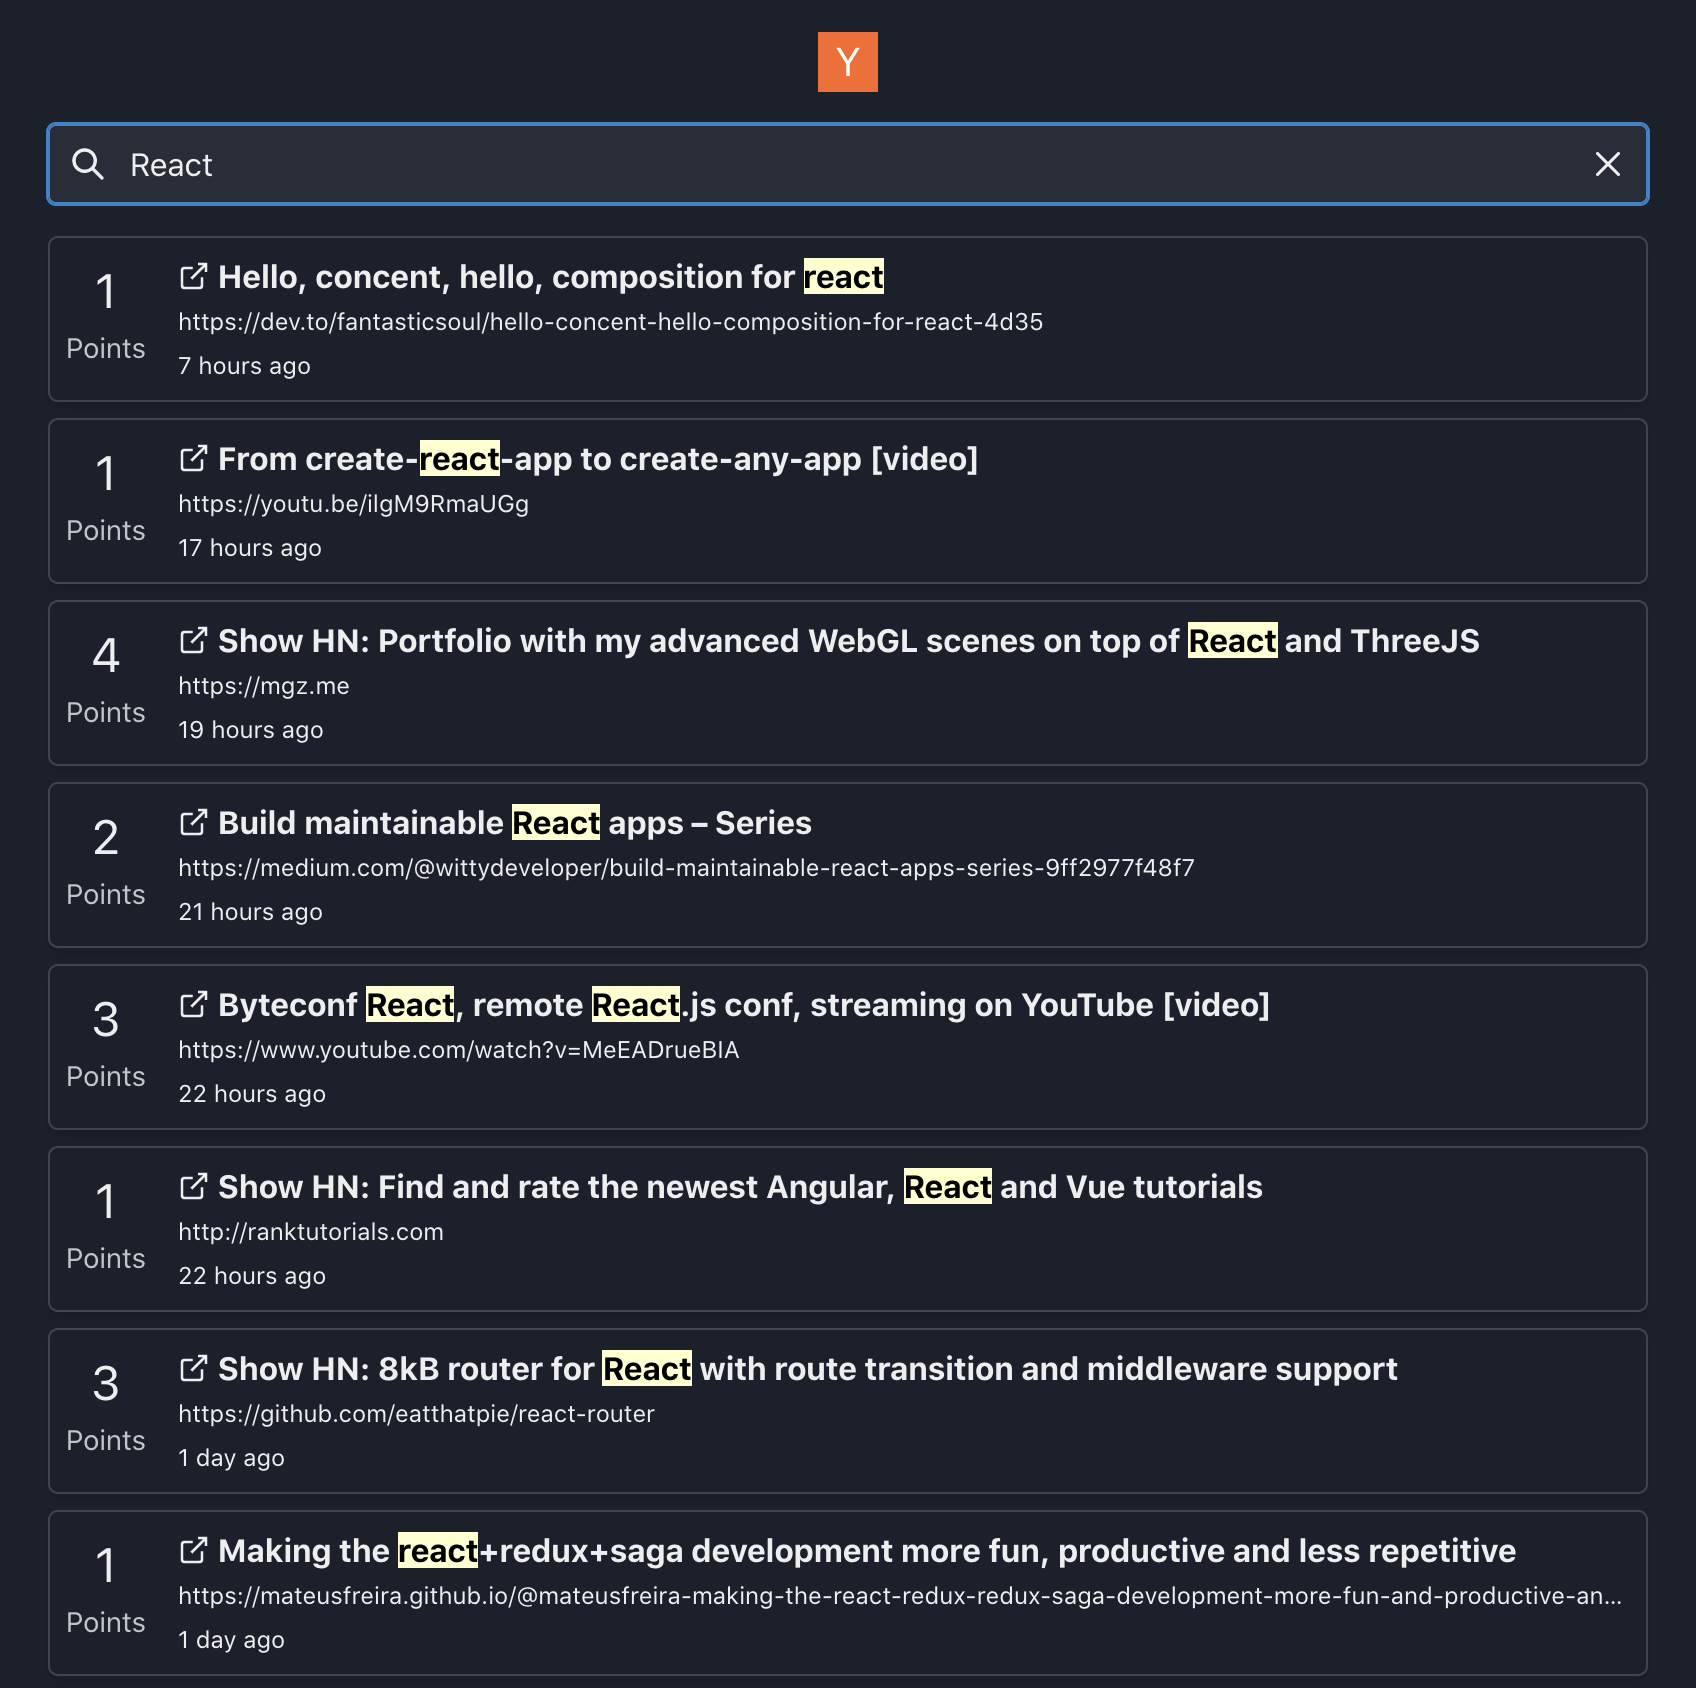 Y
React
1
Points
Hello, concent, hello, composition for react
https://dev.to/fantasticsoul/hello-concent-hello-composition-for-react-4d35
7 hours ago
1
Points
From create-react-app to create-any-app [video]
https://youtu.be/ilgM9RmaUGg
17 hours ago
4
Points
Show HN: Portfolio with my advanced WebGL scenes on top of React and ThreeJS
https://mgz.me
19 hours ago
2
Points
Build maintainable React apps – Series
https://medium.com/@wittydeveloper/build-maintainable-react-apps-series-9ff2977f48f7
21 hours ago
3
Points
Byteconf React, remote React.js conf, streaming on YouTube [video]
https://www.youtube.com/watch?v=MeEADrueBIA
22 hours ago
1
Points
Show HN: Find and rate the newest Angular, React and Vue tutorials
http://ranktutorials.com
22 hours ago
3
Points
Show HN: 8kB router for React with route transition and middleware support
https://github.com/eatthatpie/react-router
1 day ago
1
Points
Making the react+redux+saga development more fun, productive and less repetitive
https://mateusfreira.github.io/@mateusfreira-making-the-react-redux-redux-saga-development-more-fun-and-productive-an...
1 day ago